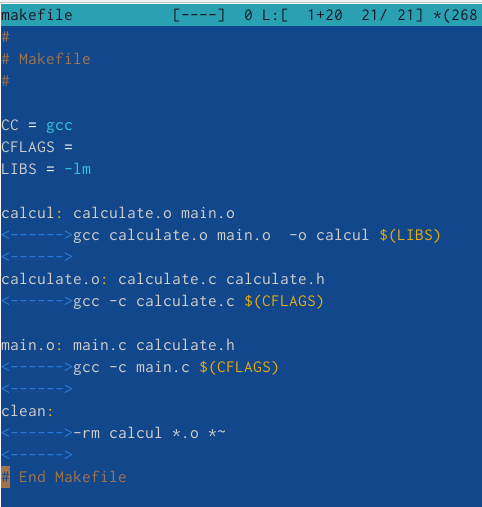 makefile [----] 0 L:[ 1+20 21/ 21] *(268
#
# Makefile
#
CC = gcc
CFLAGS =
LIBS = -lm
calcul: calculate.o main.o
<------>gcc calculate.o main.o  -o calcul $(LIBS)
<------>
calculate.o: calculate.c calculate.h
<------>gcc -c calculate.c $(CFLAGS)
main.o: main.c calculate.h
<------>gcc -c main.c $(CFLAGS)
<------>
clean:
<------>-rm calcul *.o *~
<------>
# End Makefile